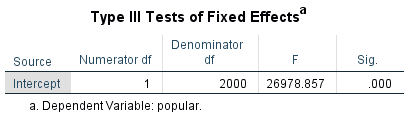 Type III Tests of Fixed Effectsa
Source Numerator df Denominator df F Sig.
Intercept 1 2000 26978.857 .000
a. Dependent Variable: popular.